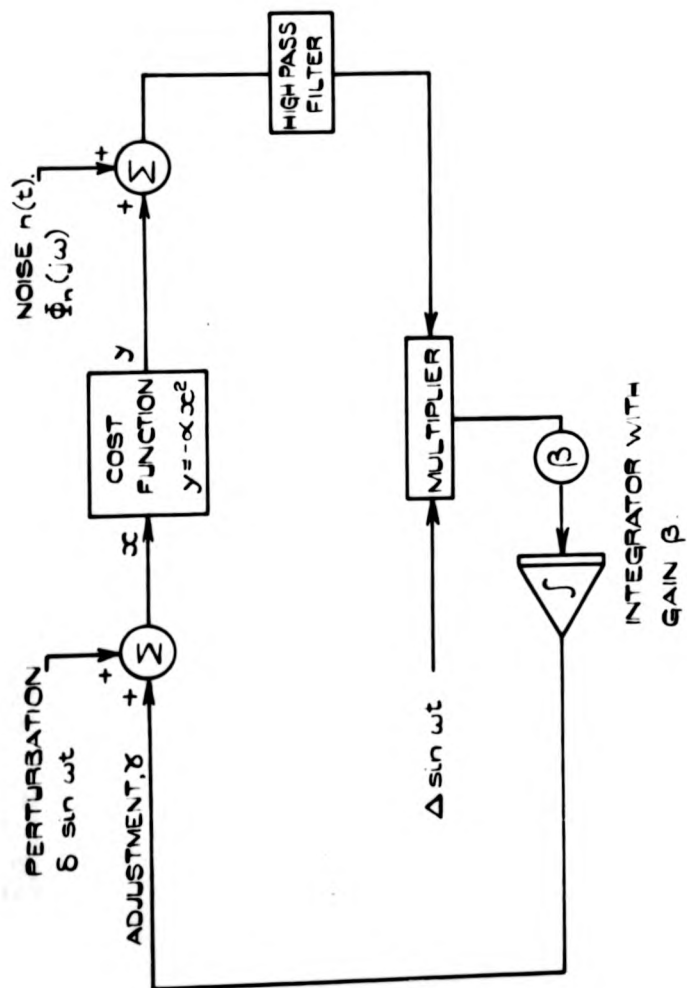 PERTURBATION
δ sin ωt
ADJUSTMENT, γ
+
+
Σ
x
COST
FUNCTION
y=-αx²
y
NOISE n(t).
Φn(jω)
+
+
Σ
HIGH PASS
FILTER
MULTIPLIER
Δ sin ωt
β
∫
INTEGRATOR WITH
GAIN β.